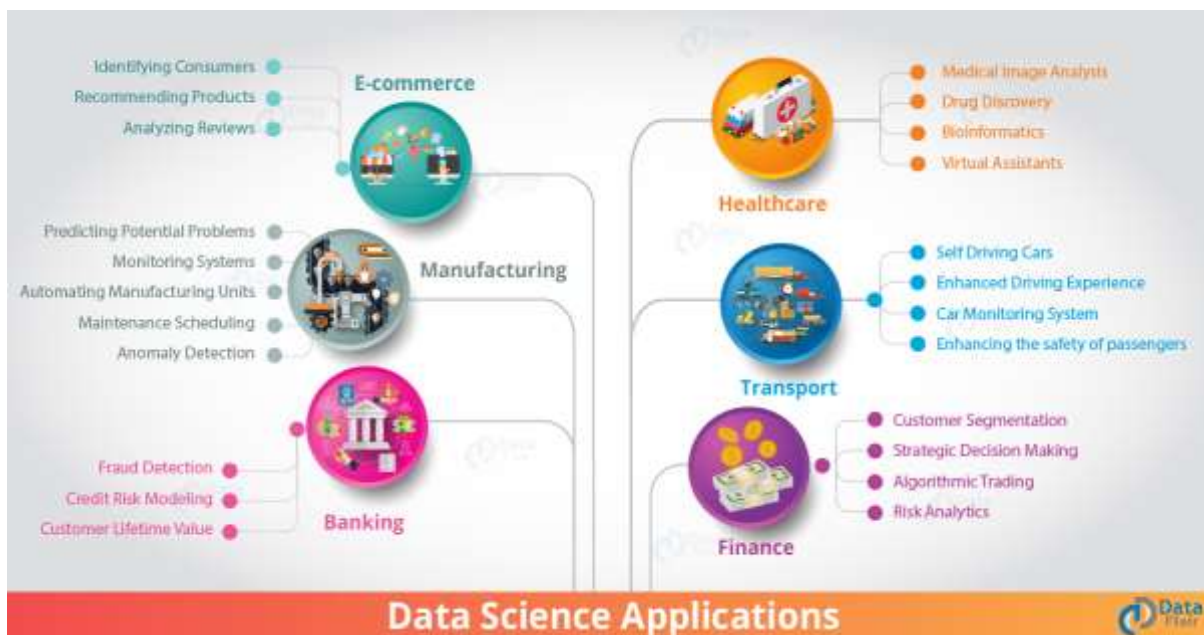 Identifying Consumers
Recommending Products
Analyzing Reviews
E-commerce
Predicting Potential Problems
Monitoring Systems
Automating Manufacturing Units
Maintenance Scheduling
Anomaly Detection
Manufacturing
Fraud Detection
Credit Risk Modeling
Customer Lifetime Value
Banking
Medical Image Analysis
Drug Discovery
Bioinformatics
Virtual Assistants
Healthcare
Self Driving Cars
Enhanced Driving Experience
Car Monitoring System
Enhancing the safety of passengers
Transport
Customer Segmentation
Strategic Decision Making
Algorithmic Trading
Risk Analytics
Finance
Data Science Applications
Data
Flair